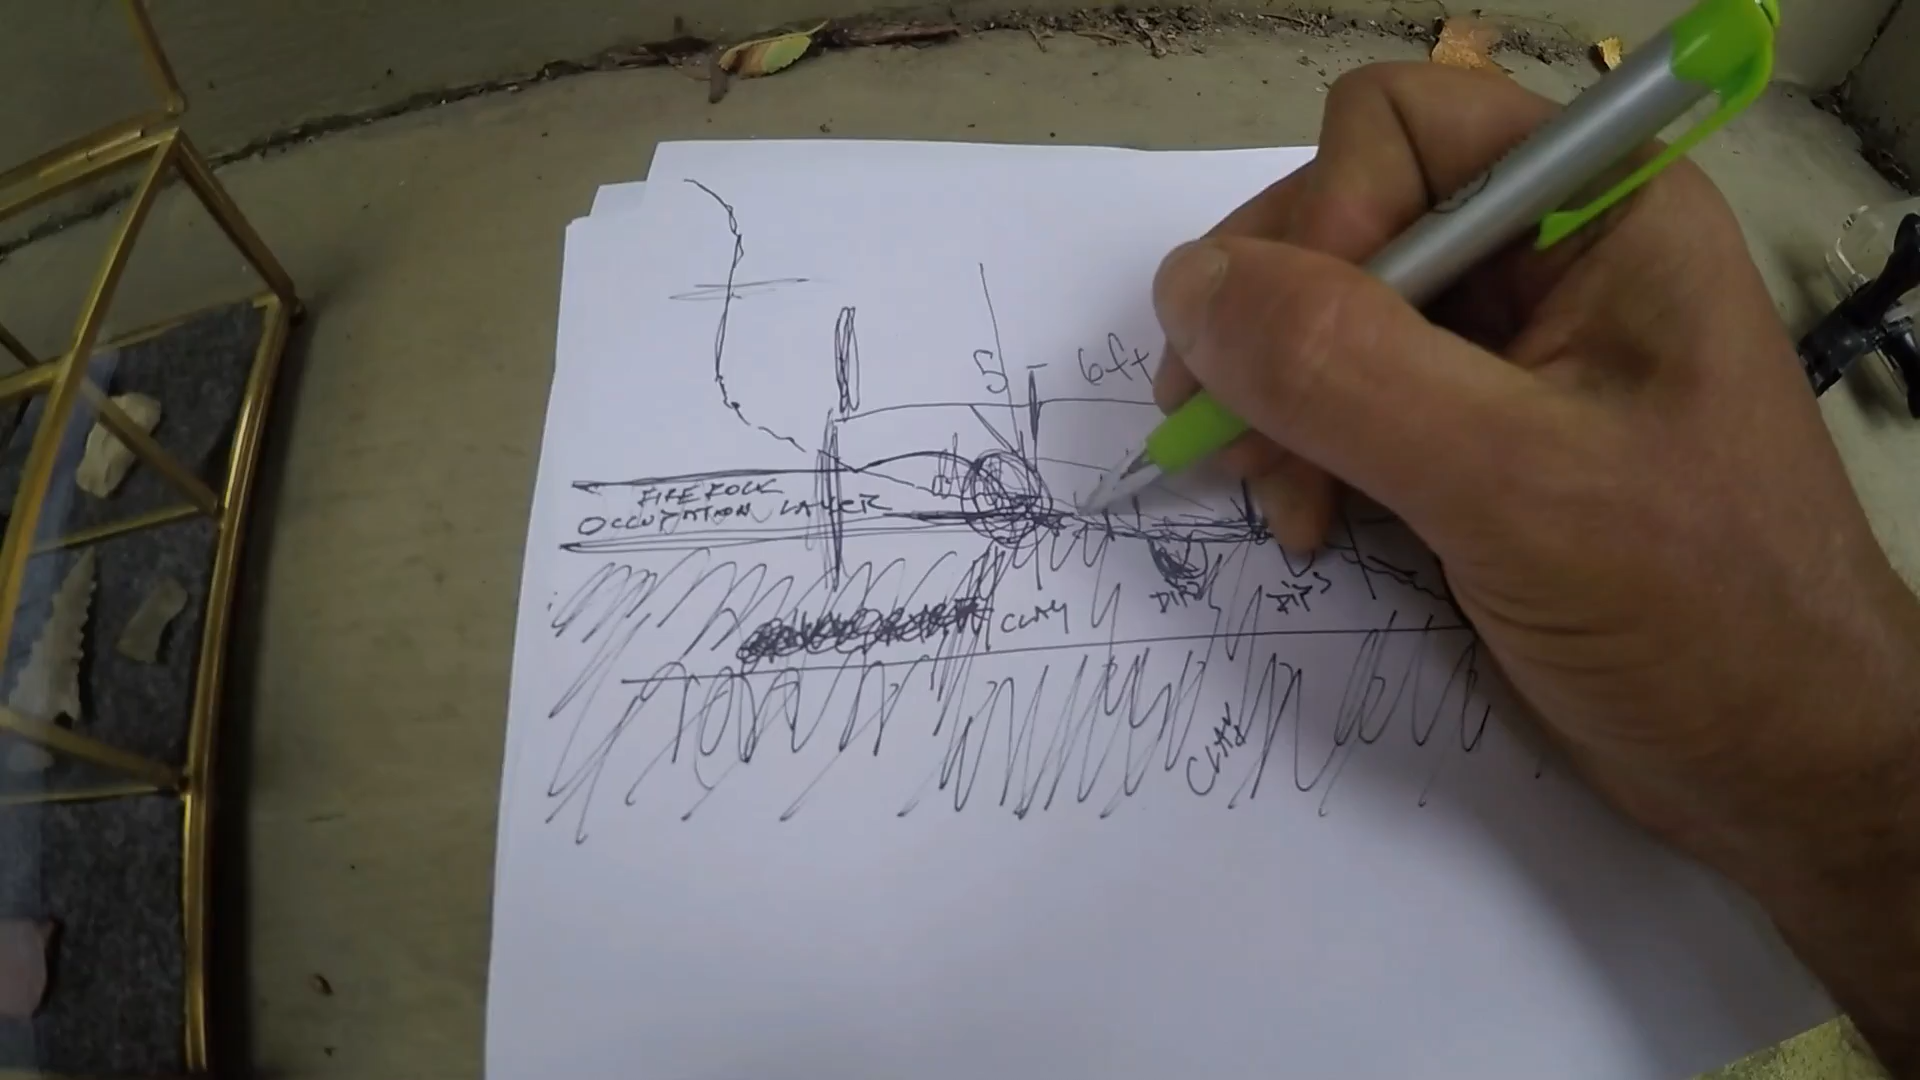 5
6ft
FIRE ROCK
OCCUPATION LAYER
CLAY
DIPS
DIPS
CLAY